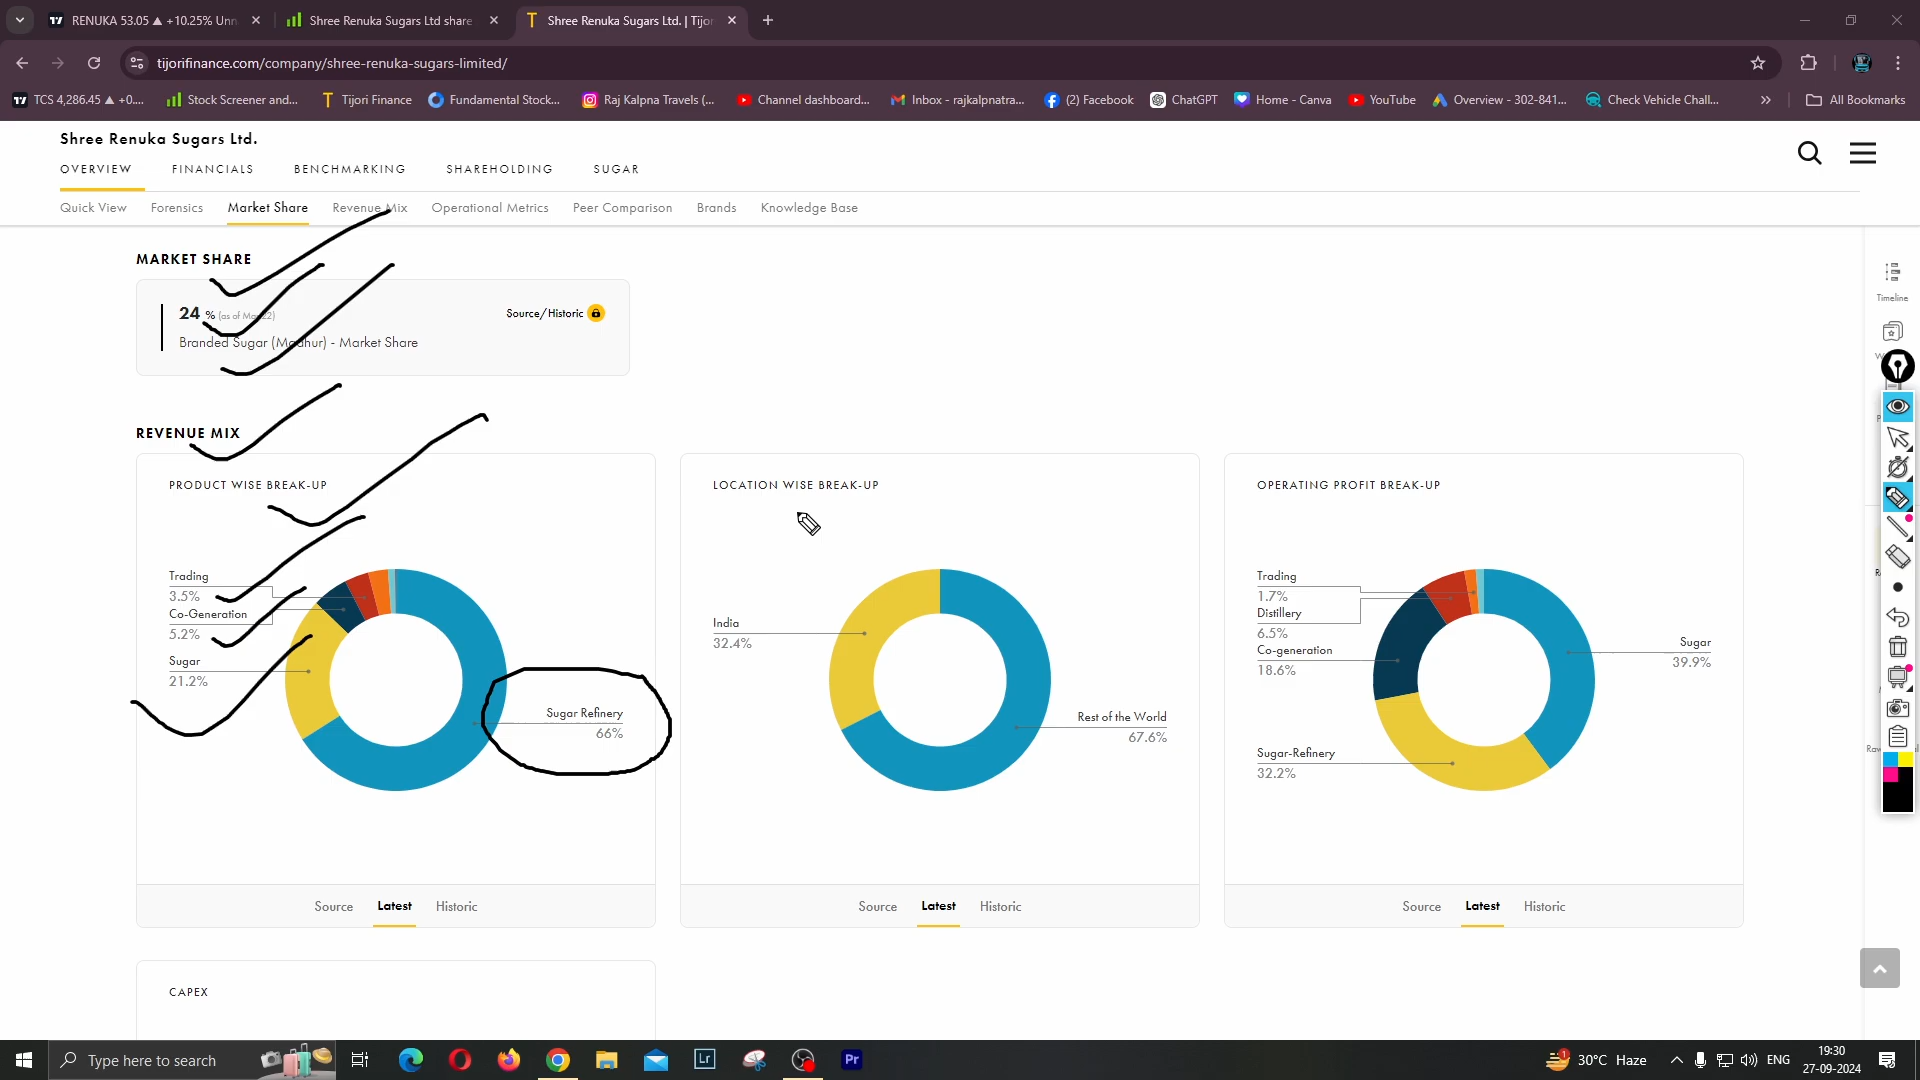 RENUKA 53.05 ▲ +10.25% Unn
Shree Renuka Sugars Ltd share
Shree Renuka Sugars Ltd. | Tijor
tijorifinance.com/company/shree-renuka-sugars-limited/
TCS 4,286.45 ▲ +0....
Stock Screener and...
Tijori Finance
Fundamental Stock...
Raj Kalpna Travels (...
Channel dashboard...
Inbox - rajkalpnatra...
(2) Facebook
ChatGPT
Home - Canva
YouTube
Overview - 302-841...
Check Vehicle Chall...
All Bookmarks
Shree Renuka Sugars Ltd.
OVERVIEW
FINANCIALS
BENCHMARKING
SHAREHOLDING
SUGAR
Quick View
Forensics
Market Share
Revenue Mix
Operational Metrics
Peer Comparison
Brands
Knowledge Base
MARKET SHARE
24 % (as of Mar 22)
Source/Historic
Branded Sugar (Madhur) - Market Share
Timeline
REVENUE MIX
PRODUCT WISE BREAK-UP
Trading
3.5%
Co-Generation
5.2%
Sugar
21.2%
Sugar Refinery
66%
Source
Latest
Historic
LOCATION WISE BREAK-UP
India
32.4%
Rest of the World
67.6%
Source
Latest
Historic
OPERATING PROFIT BREAK-UP
Trading
1.7%
Distillery
6.5%
Co-generation
18.6%
Sugar
39.9%
Sugar-Refinery
32.2%
Source
Latest
Historic
CAPEX
Type here to search
Lr
Pr
30°C Haze
ENG
19:30
27-09-2024